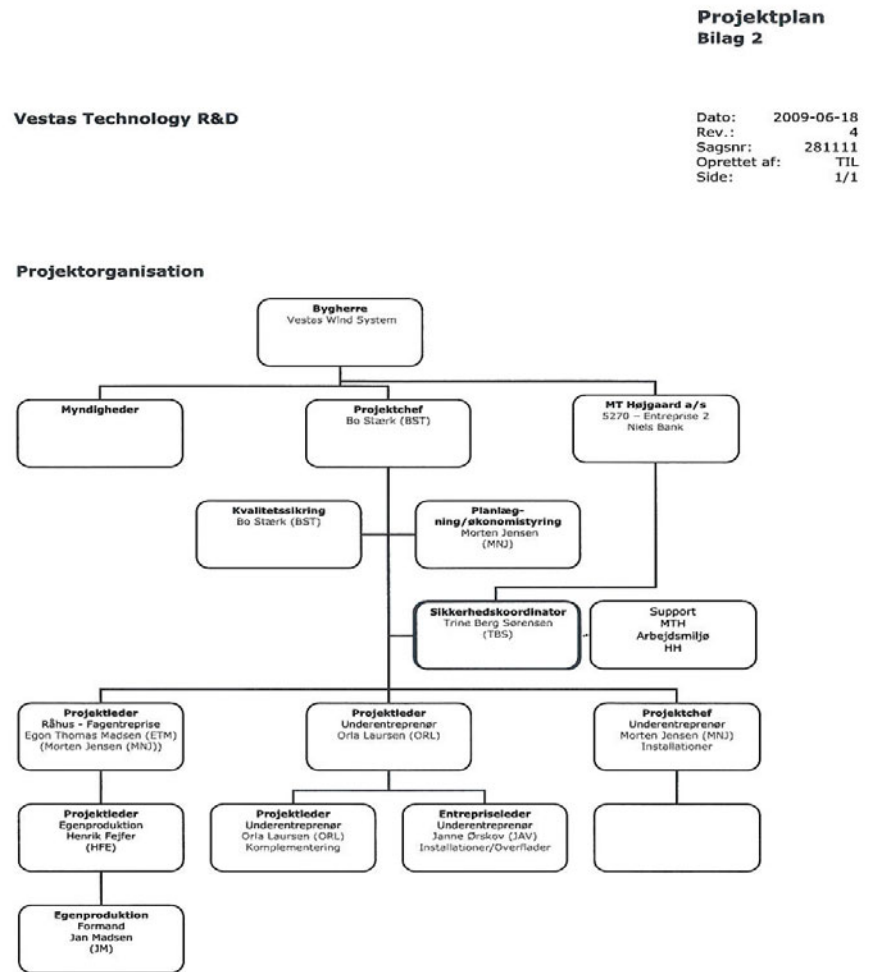 Projektplan
Bilag 2
Vestas Technology R&D
Dato: 2009-06-18
Rev.: 4
Sagsnr: 281111
Oprettet af: TIL
Side: 1/1
Projektorganisation
Bygherre
Vestas Wind System
Myndigheder
Projektchef
Bo Stærk (BST)
MT Højgaard a/s
5270 – Entreprise 2
Niels Bank
Kvalitetssikring
Bo Stærk (BST)
Planlæg-
ning/økonomistyring
Morten Jensen
(MNJ)
Sikkerhedskoordinator
Trine Berg Sørensen
(TBS)
Support
MTH
Arbejdsmiljø
HH
Projektleder
Råhus - Fagentreprise
Egon Thomas Madsen (ETM)
(Morten Jensen (MNJ))
Projektleder
Underentreprenør
Orla Laursen (ORL)
Projektchef
Underentreprenør
Morten Jensen (MNJ)
Installationer
Projektleder
Egenproduktion
Henrik Fejfer
(HFE)
Projektleder
Underentreprenør
Orla Laursen (ORL)
Komplementering
Entrepriseleder
Underentreprenør
Janne Ørskov (JAV)
Installationer/Overflader
Egenproduktion
Formand
Jan Madsen
(JM)